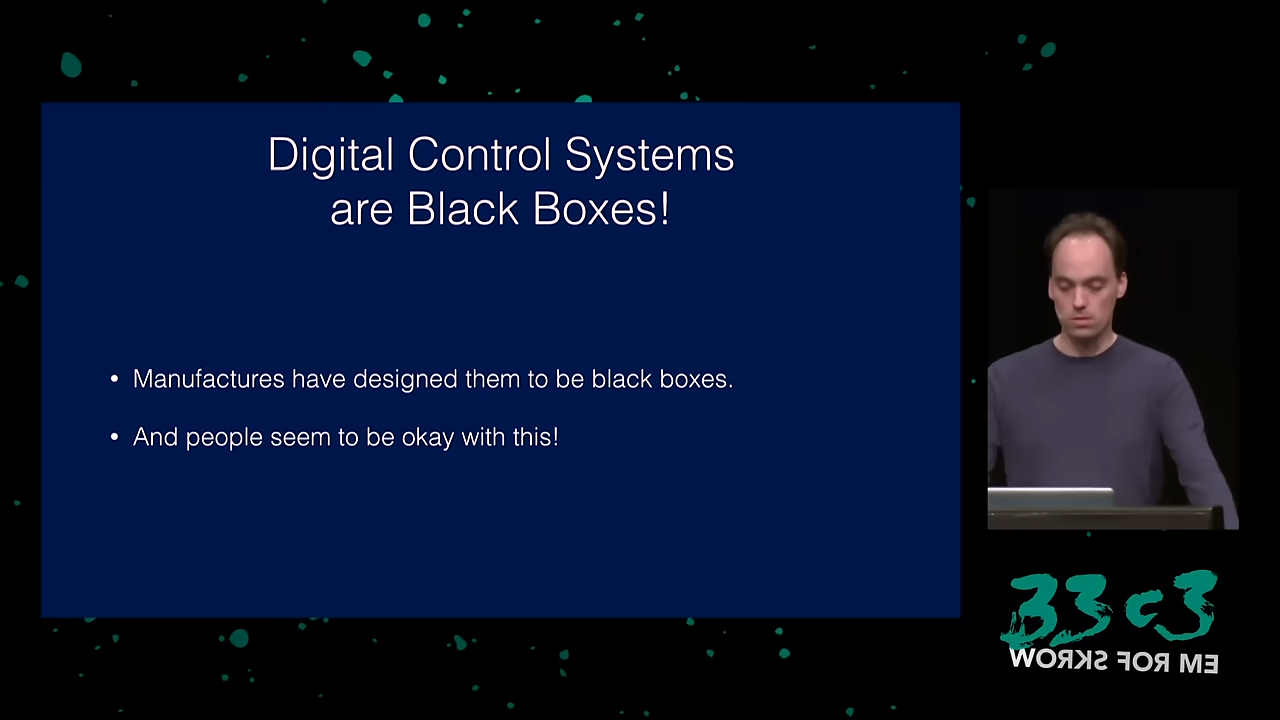 Digital Control Systems
are Black Boxes!
• Manufactures have designed them to be black boxes.
• And people seem to be okay with this!
33c3
WORKS FOR ME